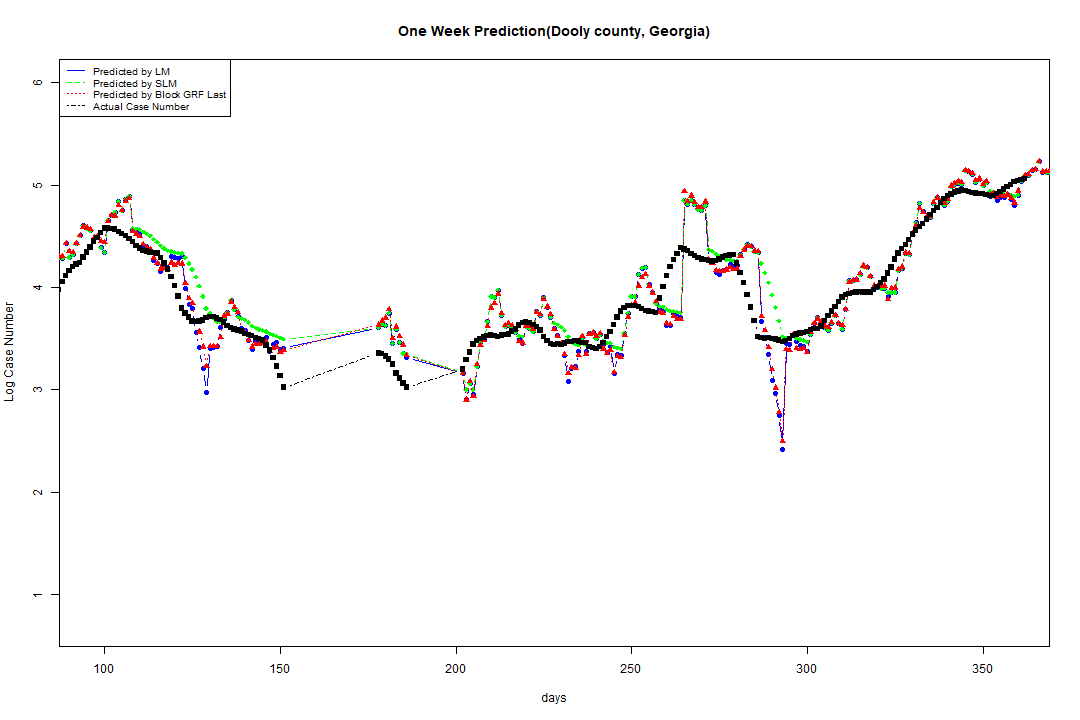 One Week Prediction(Dooly county, Georgia)
Predicted by LM
Predicted by SLM
Predicted by Block GRF Last
Actual Case Number
6
5
4
3
2
1
Log Case Number
100 150 200 250 300 350
days